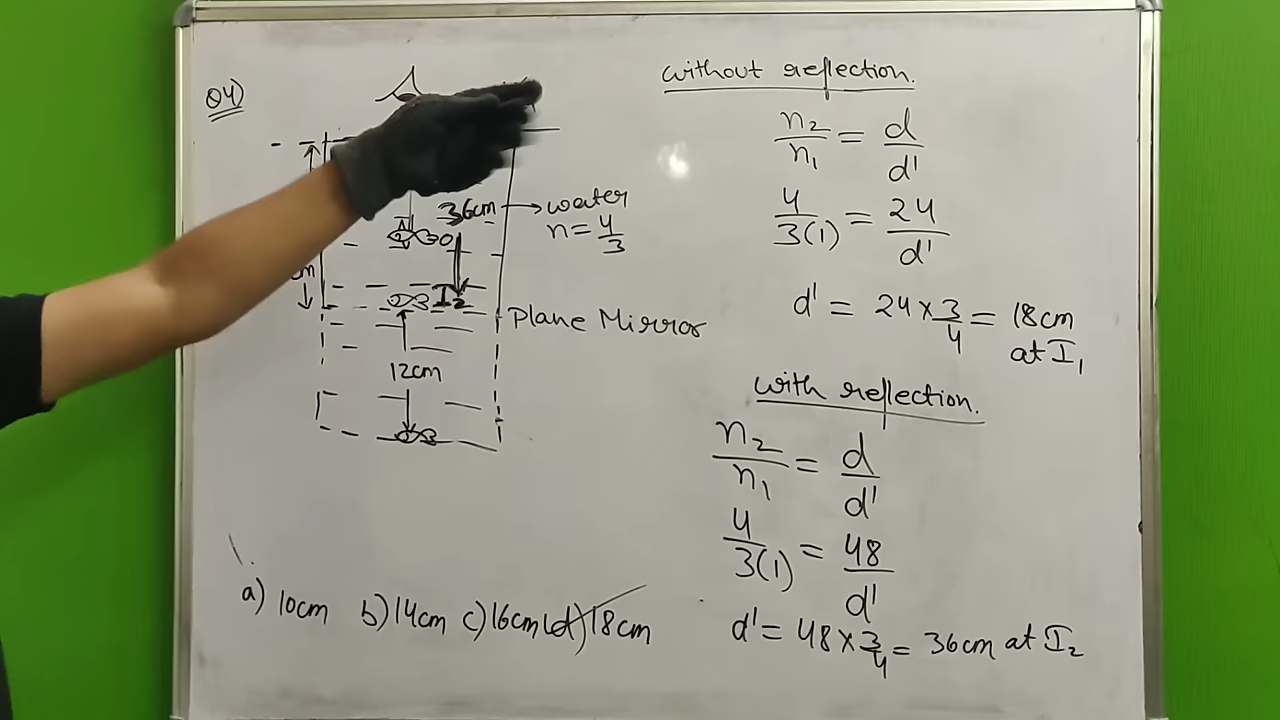 Q4)
36cm
→ water
n = 4/3
O
m
I₂
Plane Mirror
12cm
a) 10cm b) 14cm c) 16cm d) 18cm
without reflection.
n₂/n₁ = d/d'
4/3(1) = 24/d'
d' = 24 × 3/4 = 18cm
at I₁
with reflection.
n₂/n₁ = d/d'
4/3(1) = 48/d'
d' = 48 × 3/4 = 36cm at I₂